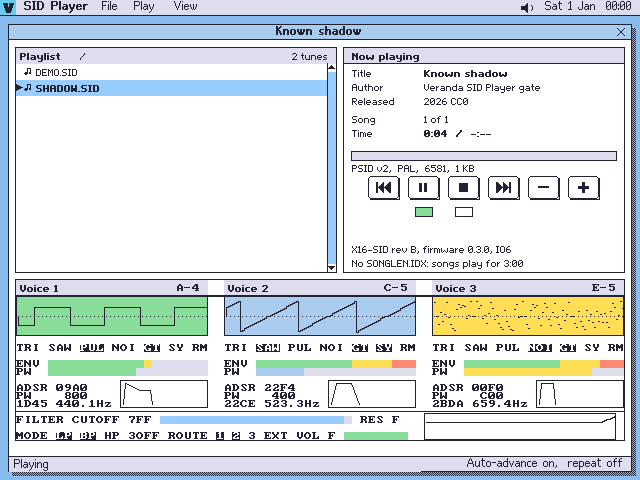 V SID Player File Play View Sat 1 Jan 00:00
Known shadow
Playlist / 2 tunes
DEMO.SID
SHADOW.SID
Now playing
Title Known shadow
Author Veranda SID Player gate
Released 2026 CC0
Song 1 of 1
Time 0:04 / -:--
PSID v2, PAL, 6581, 1 KB
X16-SID rev B, firmware 0.3.0, IO6
No SONGLEN.IDX: songs play for 3:00
Voice 1 A-4
TRI SAW PUL NOI GT SY RM
ENV
PW
ADSR 09A0
PW 800
1D45 440.1Hz
Voice 2 C-5
TRI SAW PUL NOI GT SY RM
ENV
PW
ADSR 22F4
PW 400
22CE 523.3Hz
Voice 3 E-5
TRI SAW PUL NOI GT SY RM
ENV
PW
ADSR 00F0
PW C00
2BDA 659.4Hz
FILTER CUTOFF 7FF RES F
MODE LP BP HP 3OFF ROUTE 1 2 3 EXT VOL F
Playing
Auto-advance on, repeat off